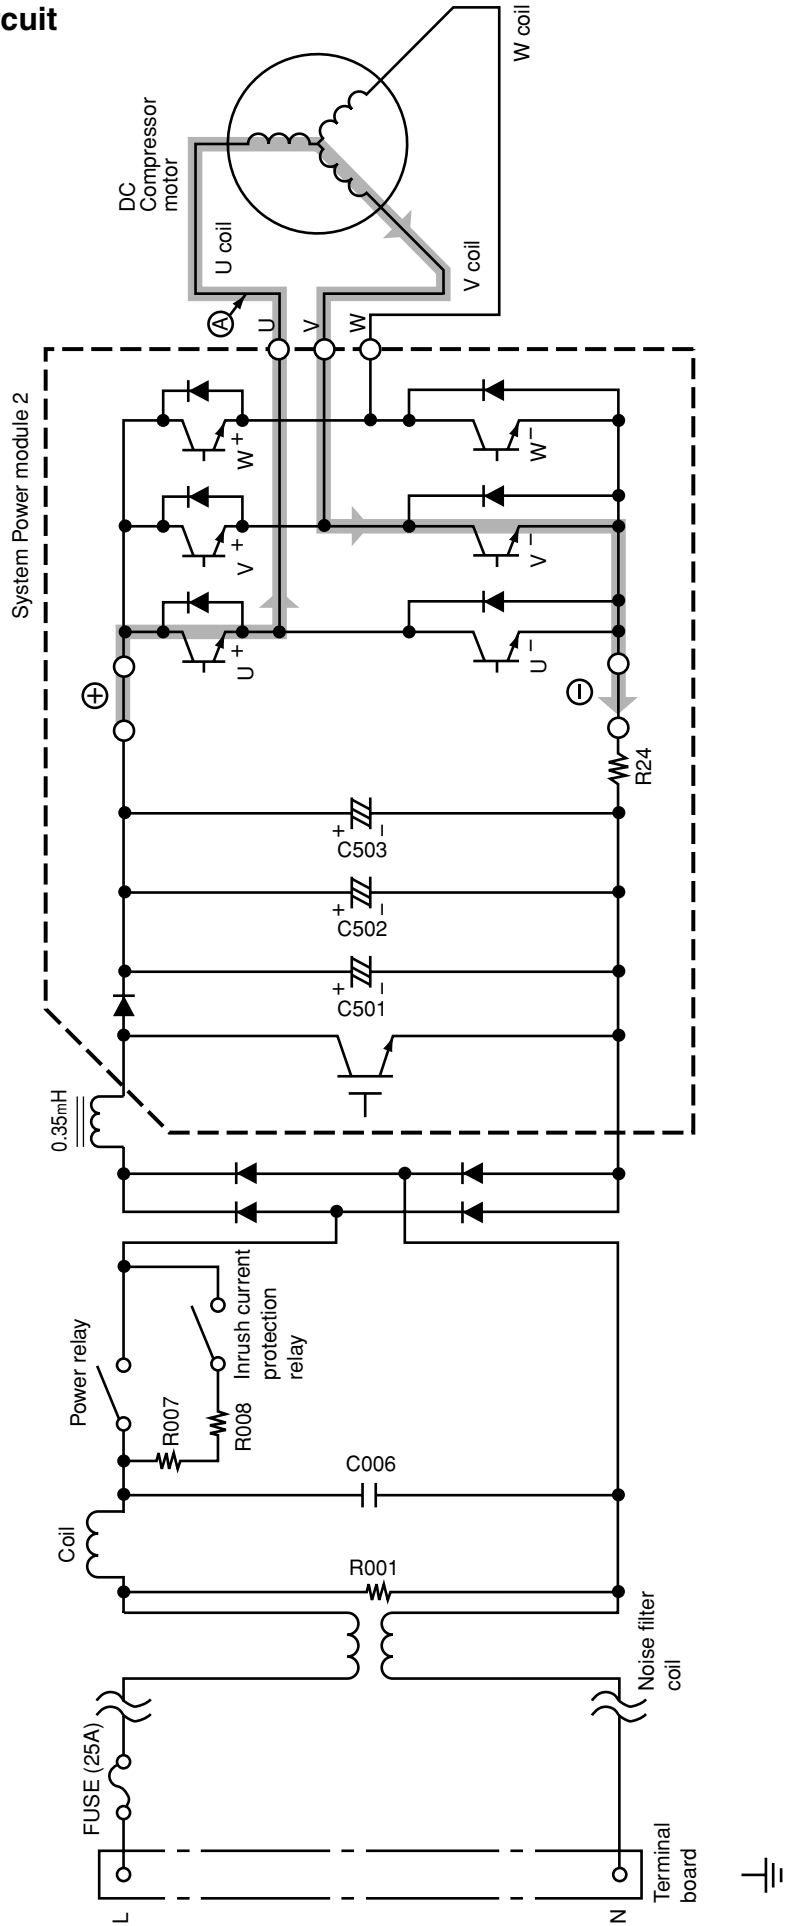 cuit
W coil
DC
Compressor
motor
U coil
V coil
A
U
V
W
System Power module 2
W +
W −
V +
V −
U +
U −
+
−
R24
+ −
C503
+ −
C502
+ −
C501
0.35mH
Power relay
Inrush current
protection
relay
R007
R008
C006
Coil
R001
Noise filter
coil
FUSE (25A)
Terminal
board
L
N